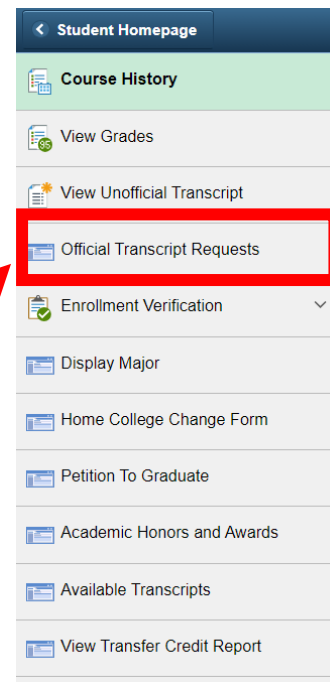 Student Homepage
Course History
View Grades
95
View Unofficial Transcript
Official Transcript Requests
Enrollment Verification
Display Major
Home College Change Form
Petition To Graduate
Academic Honors and Awards
Available Transcripts
View Transfer Credit Report